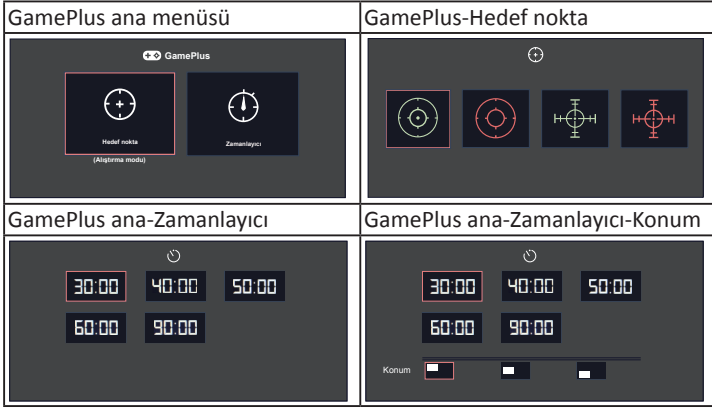 GamePlus ana menüsü
GamePlus-Hedef nokta
GamePlus
Hedef nokta
Zamanlayıcı
(Alıştırma modu)
GamePlus ana-Zamanlayıcı
GamePlus ana-Zamanlayıcı-Konum
30:00 40:00 50:00
60:00 90:00
30:00 40:00 50:00
60:00 90:00
Konum